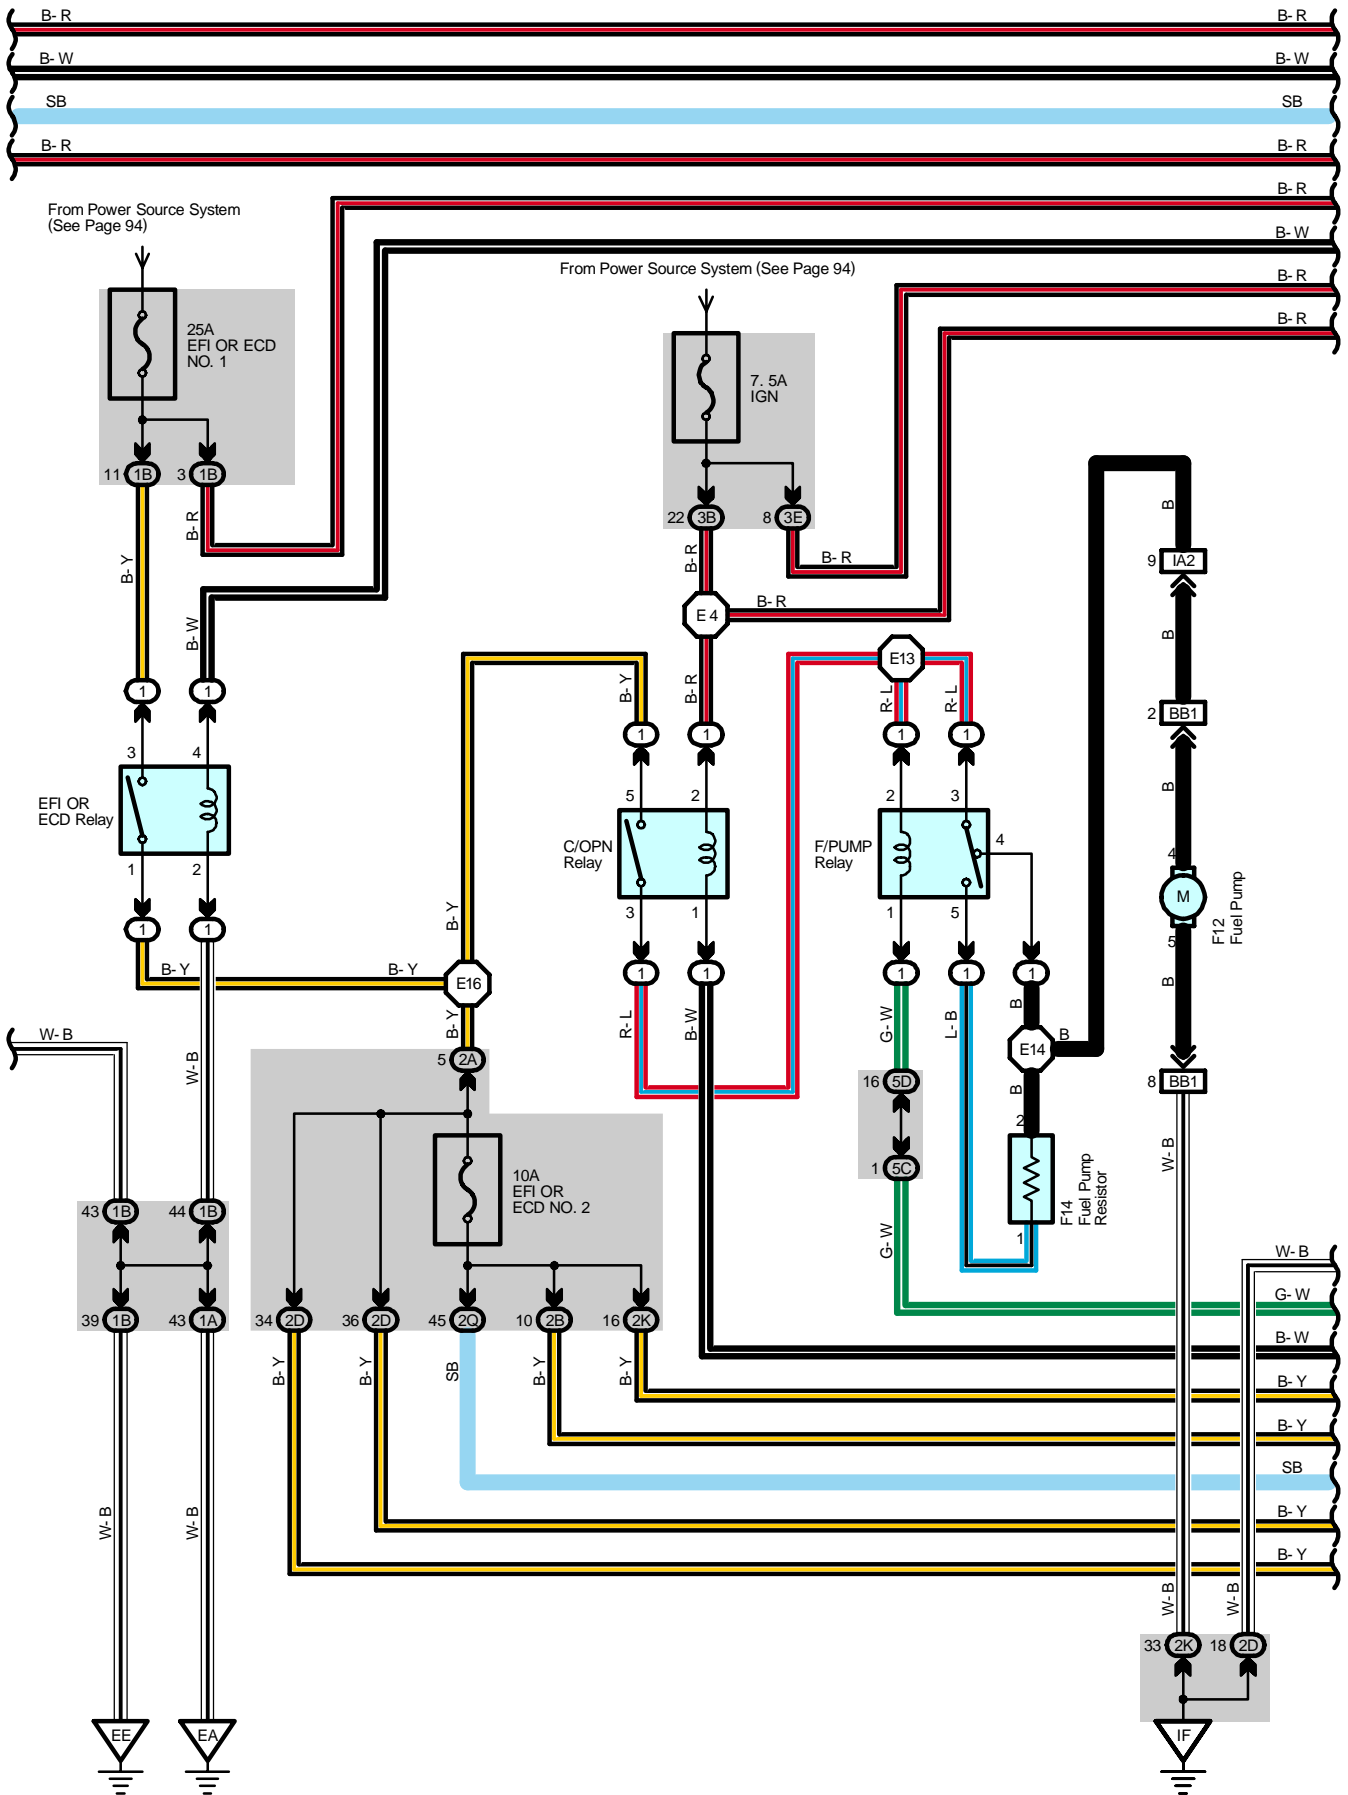 B- R B- R
B- W B- W
SB SB
B- R B- R
B- R
From Power Source System
(See Page 94)
B- W
From Power Source System (See Page 94)
B- R
B- R
25A
EFI OR ECD
NO. 1
7. 5A
IGN
11 1B 3 1B
B- R
B- Y
22 3B 8 3E
B- R
B- R
B
9 IA2
B- W
E 4
B- R
B
E13
B- Y
B- R
R- L
R- L
1 1
2 BB1
1 1 1 1
3 4
B
EFI OR
ECD Relay
5 2 2 3
4
C/OPN
Relay
F/PUMP
Relay
4
1 2
M
F12
Fuel Pump
3 1 1 5
5
1 1
B- Y
B- Y B- Y
E16
1 1 1 1 1
B
B- Y
R- L
B- W
G- W
L- B
B
W- B
W- B
5 2A
E14
B
B
16 5D
8 BB1
2
10A
EFI OR
ECD NO. 2
1 5C
F14
Fuel Pump
Resistor
W- B
43 1B 44 1B
G- W
1
W- B
G- W
39 1B 43 1A 34 2D 36 2D 45 2Q 10 2B 16 2K
B- W
B- Y
B- Y
SB
B- Y
B- Y
B- Y
B- Y
SB
W- B
W- B
B- Y
B- Y
W- B
W- B
33 2K 18 2D
EE EA IF